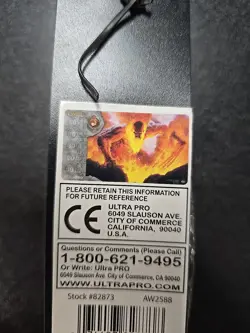 PLEASE RETAIN THIS INFORMATION
FOR FUTURE REFERENCE
CE
ULTRA PRO
6049 SLAUSON AVE.
CITY OF COMMERCE
CALIFORNIA, 90040
U.S.A.
Questions or Comments (Please Call)
1-800-621-9495
Or Write: Ultra PRO
6049 Slauson Ave. City of Commerce, CA 90040
WWW.ULTRAPRO.COM
Stock #82873 AW2588